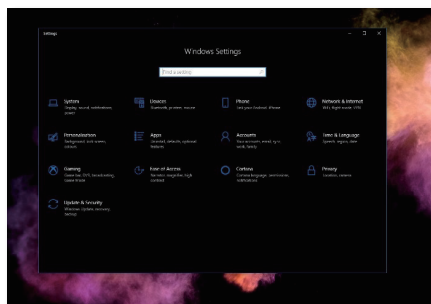 Settings
Windows Settings
Find a setting
System
Display, sound, notifications,
power
Devices
Bluetooth, printers, mouse
Phone
Link your Android, iPhone
Network & Internet
Wi-Fi, flight mode, VPN
Personalisation
Background, lock screen,
colours
Apps
Uninstall, defaults, optional
features
Accounts
Your accounts, email, sync,
work, family
Time & Language
Speech, region, date
Gaming
Game bar, DVR, broadcasting,
Game Mode
Ease of Access
Narrator, magnifier, high
contrast
Cortana
Cortana language, permissions,
notifications
Privacy
Location, camera
Update & Security
Windows Update, recovery,
backup